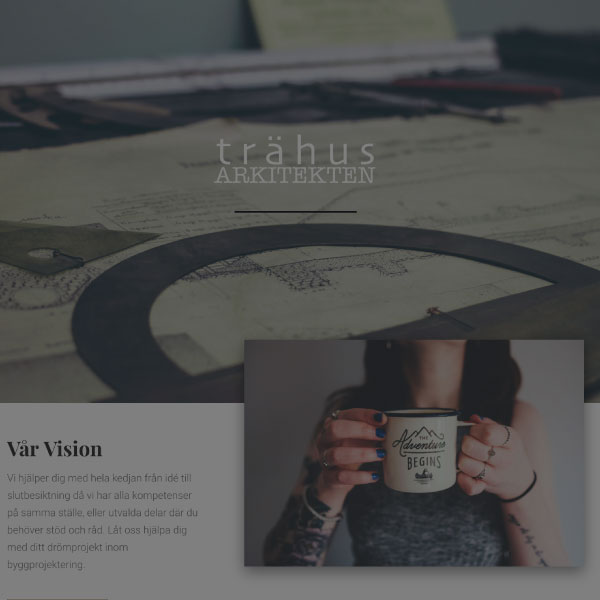 trähus
ARKITEKTEN
THE
Adventure
BEGINS
Vår Vision
Vi hjälper dig med hela kedjan från idé till
slutbesiktning då vi har alla kompetenser
på samma ställe, eller utvalda delar där du
behöver stöd och råd. Låt oss hjälpa dig
med ditt drömprojekt inom
byggprojektering.